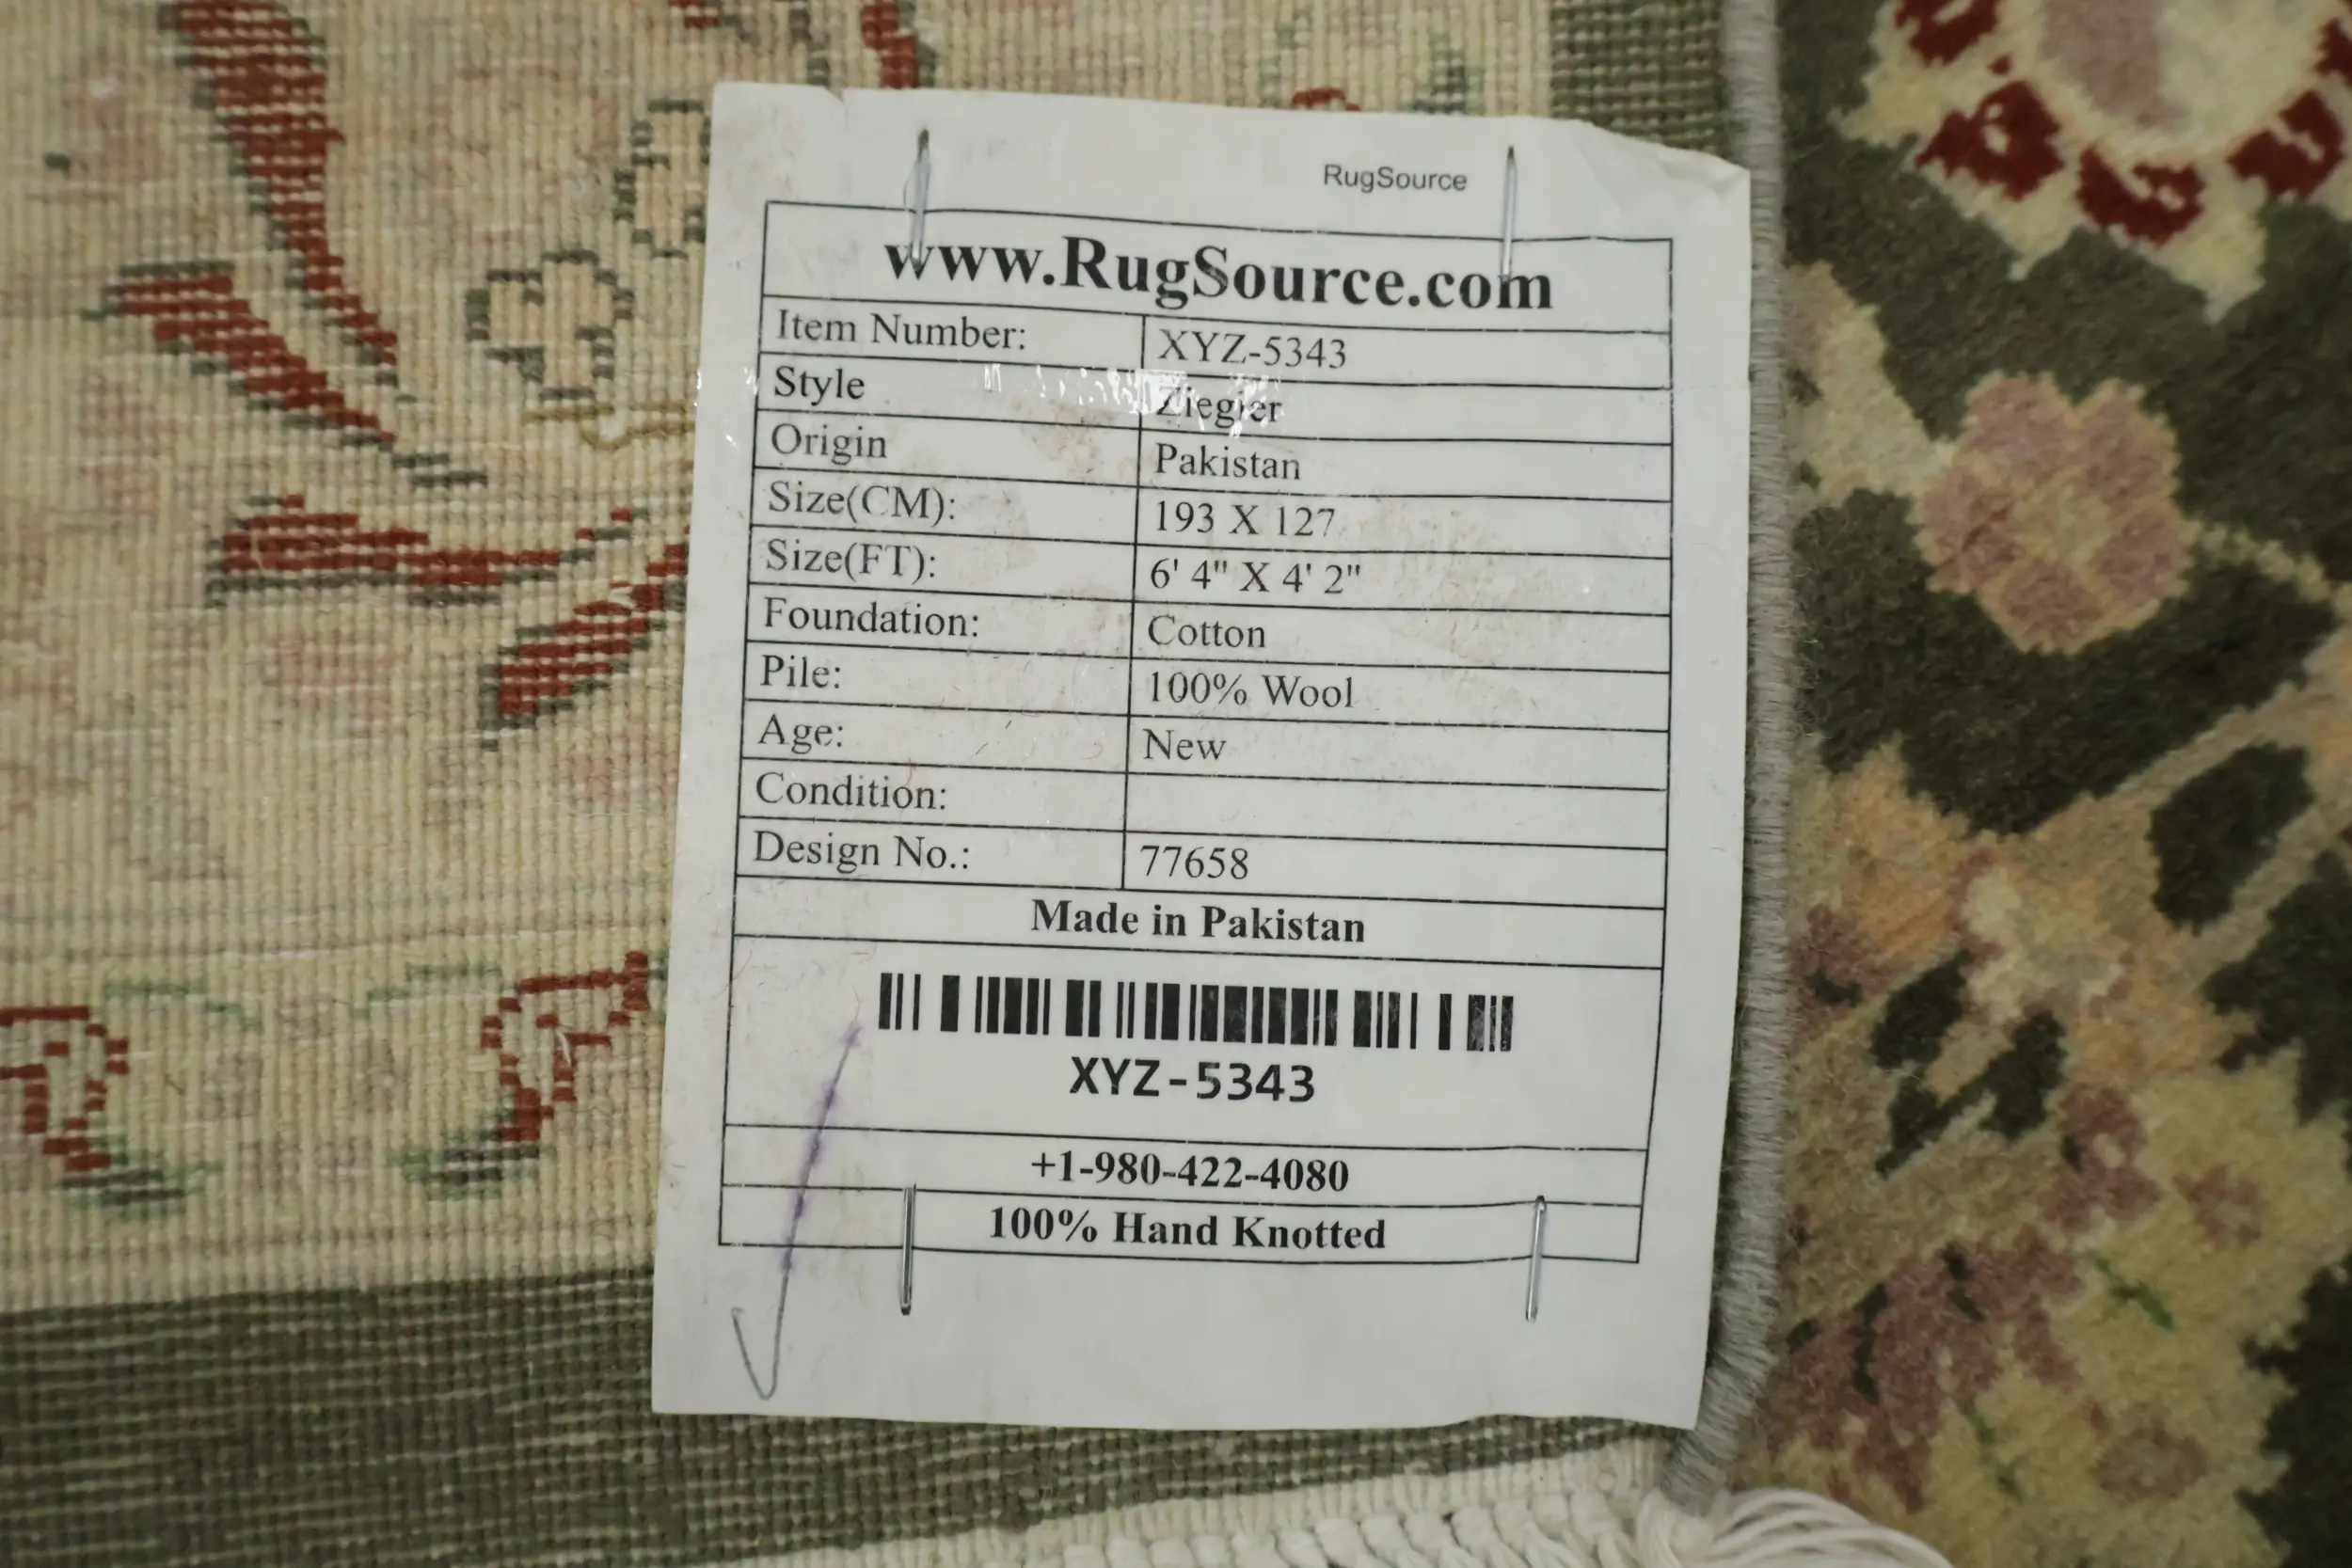 RugSource
www.RugSource.com
Item Number: XYZ-5343
Style Ziegler
Origin Pakistan
Size(CM): 193 X 127
Size(FT): 6' 4" X 4' 2"
Foundation: Cotton
Pile: 100% Wool
Age: New
Condition:
Design No.: 77658
Made in Pakistan
XYZ-5343
+1-980-422-4080
100% Hand Knotted